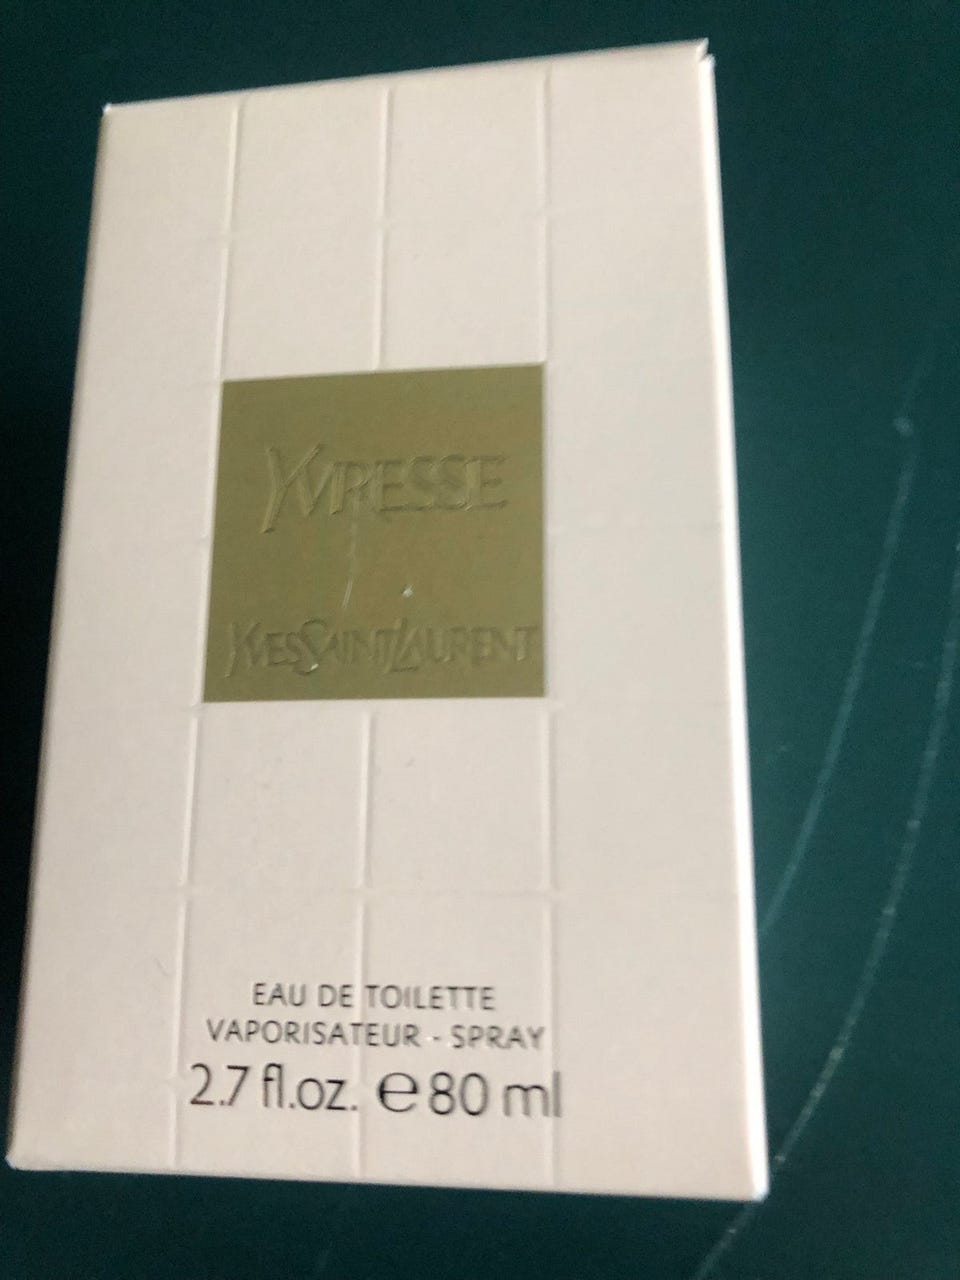 YVRESSE
YVESSAINTLAURENT
EAU DE TOILETTE
VAPORISATEUR - SPRAY
2.7 fl.oz. ℮ 80 ml